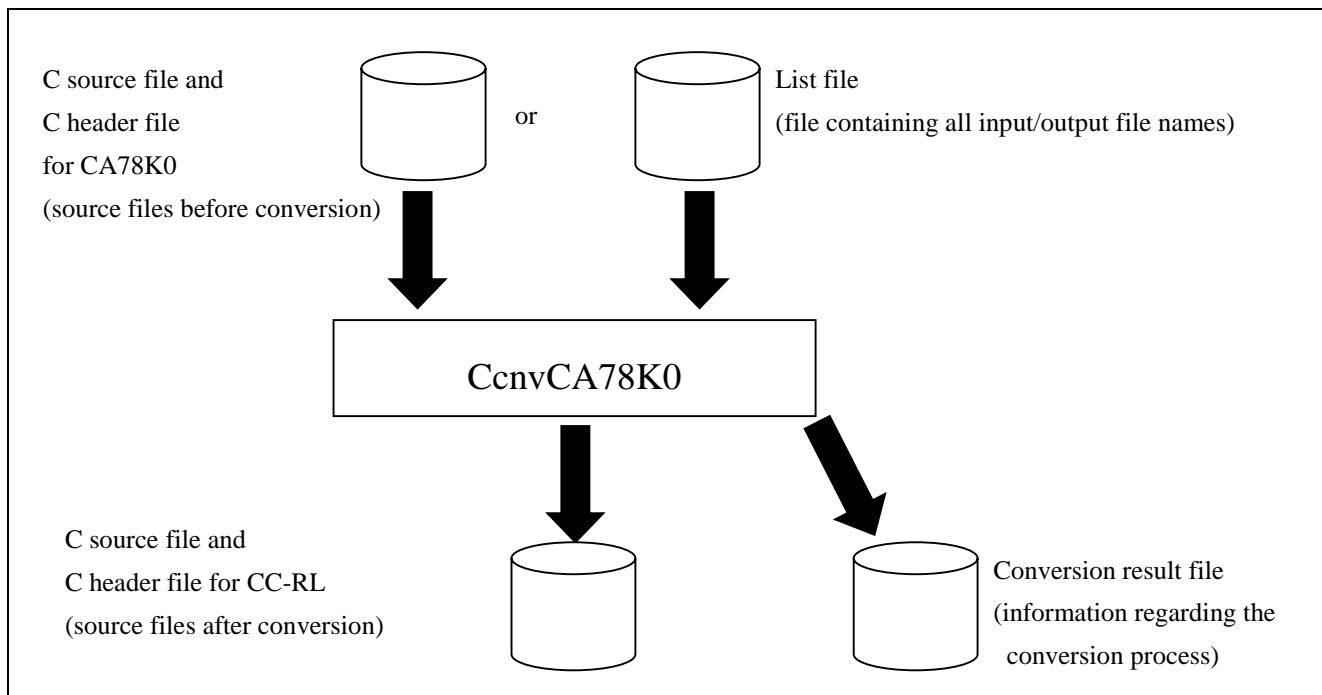 C source file and
C header file
for CA78K0
(source files before conversion)
or
List file
(file containing all input/output file names)
CcnvCA78K0
C source file and
C header file for CC-RL
(source files after conversion)
Conversion result file
(information regarding the
conversion process)